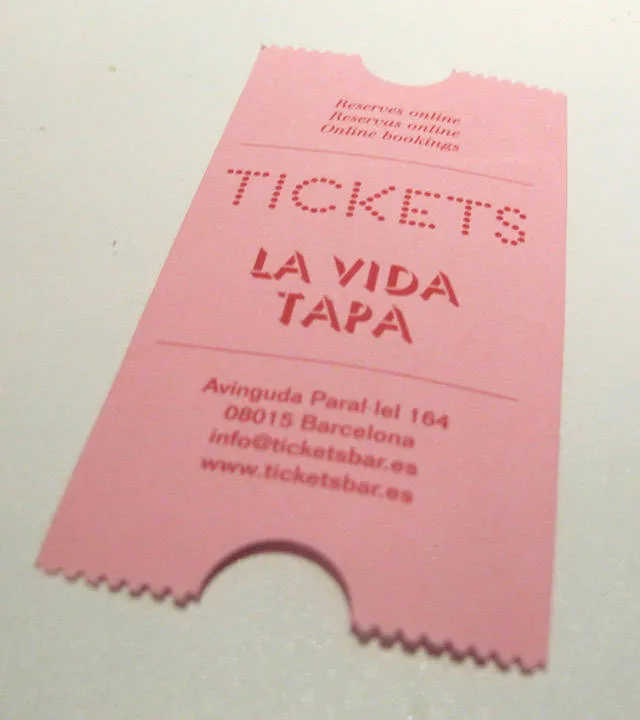 Reserves online
Reservas online
Online bookings
TICKETS
LA VIDA
TAPA
Avinguda Paral·lel 164
08015 Barcelona
info@ticketsbar.es
www.ticketsbar.es